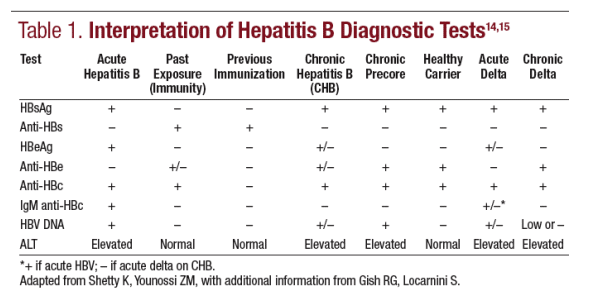 Table 1. Interpretation of Hepatitis B Diagnostic Tests14,15
Test Acute Past Previous Chronic Chronic Healthy Acute Chronic
Hepatitis B Exposure Immunization Hepatitis B Precore Carrier Delta Delta
(Immunity) (CHB)
HBsAg + – – + + + + +
Anti-HBs – + + – – – – –
HBeAg + – – +/– – – +/– –
Anti-HBe – +/– – +/– + + – +
Anti-HBc + + – + + + + +
IgM anti-HBc + – – – – – +/–* –
HBV DNA + – – +/– + – +/– Low or –
ALT Elevated Normal Normal Elevated Elevated Normal Elevated Elevated
*+ if acute HBV; – if acute delta on CHB.
Adapted from Shetty K, Younossi ZM, with additional information from Gish RG, Locarnini S.